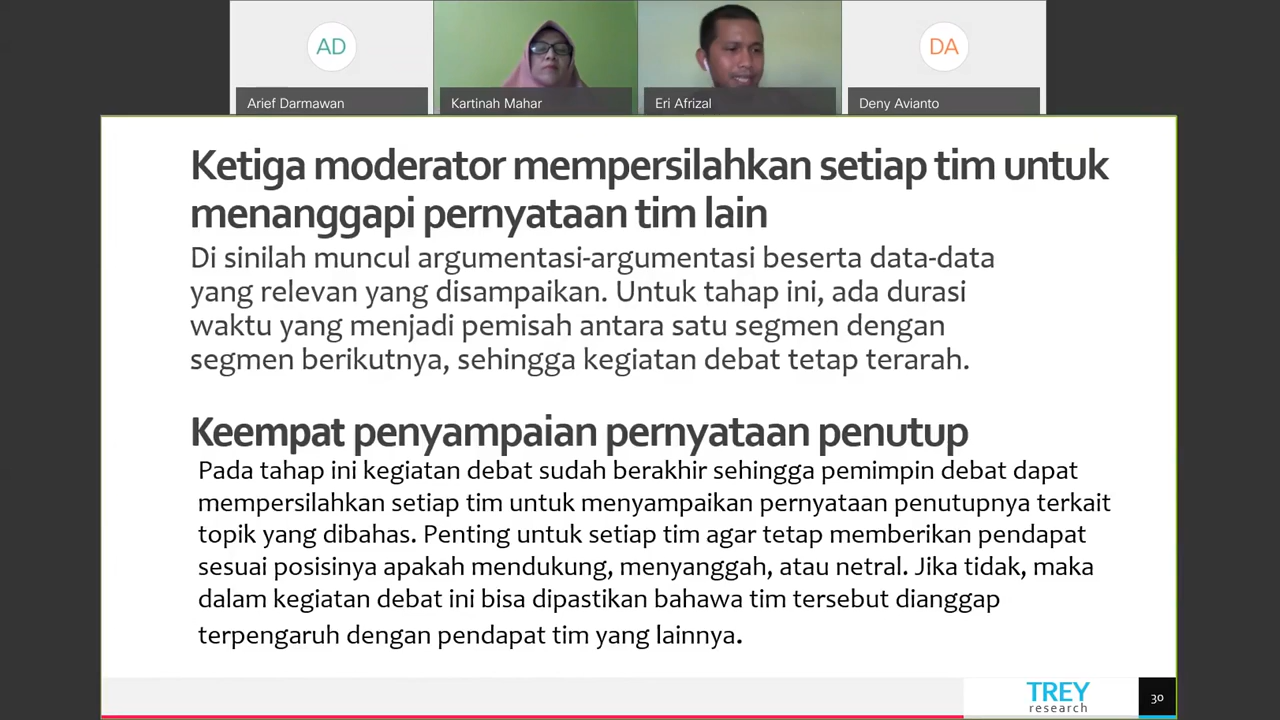 AD
DA
Arief Darmawan
Kartinah Mahar
Eri Afrizal
Deny Avianto
Ketiga moderator mempersilahkan setiap tim untuk
menanggapi pernyataan tim lain
Di sinilah muncul argumentasi-argumentasi beserta data-data
yang relevan yang disampaikan. Untuk tahap ini, ada durasi
waktu yang menjadi pemisah antara satu segmen dengan
segmen berikutnya, sehingga kegiatan debat tetap terarah.
Keempat penyampaian pernyataan penutup
Pada tahap ini kegiatan debat sudah berakhir sehingga pemimpin debat dapat
mempersilahkan setiap tim untuk menyampaikan pernyataan penutupnya terkait
topik yang dibahas. Penting untuk setiap tim agar tetap memberikan pendapat
sesuai posisinya apakah mendukung, menyanggah, atau netral. Jika tidak, maka
dalam kegiatan debat ini bisa dipastikan bahawa tim tersebut dianggap
terpengaruh dengan pendapat tim yang lainnya.
TREY
research
30